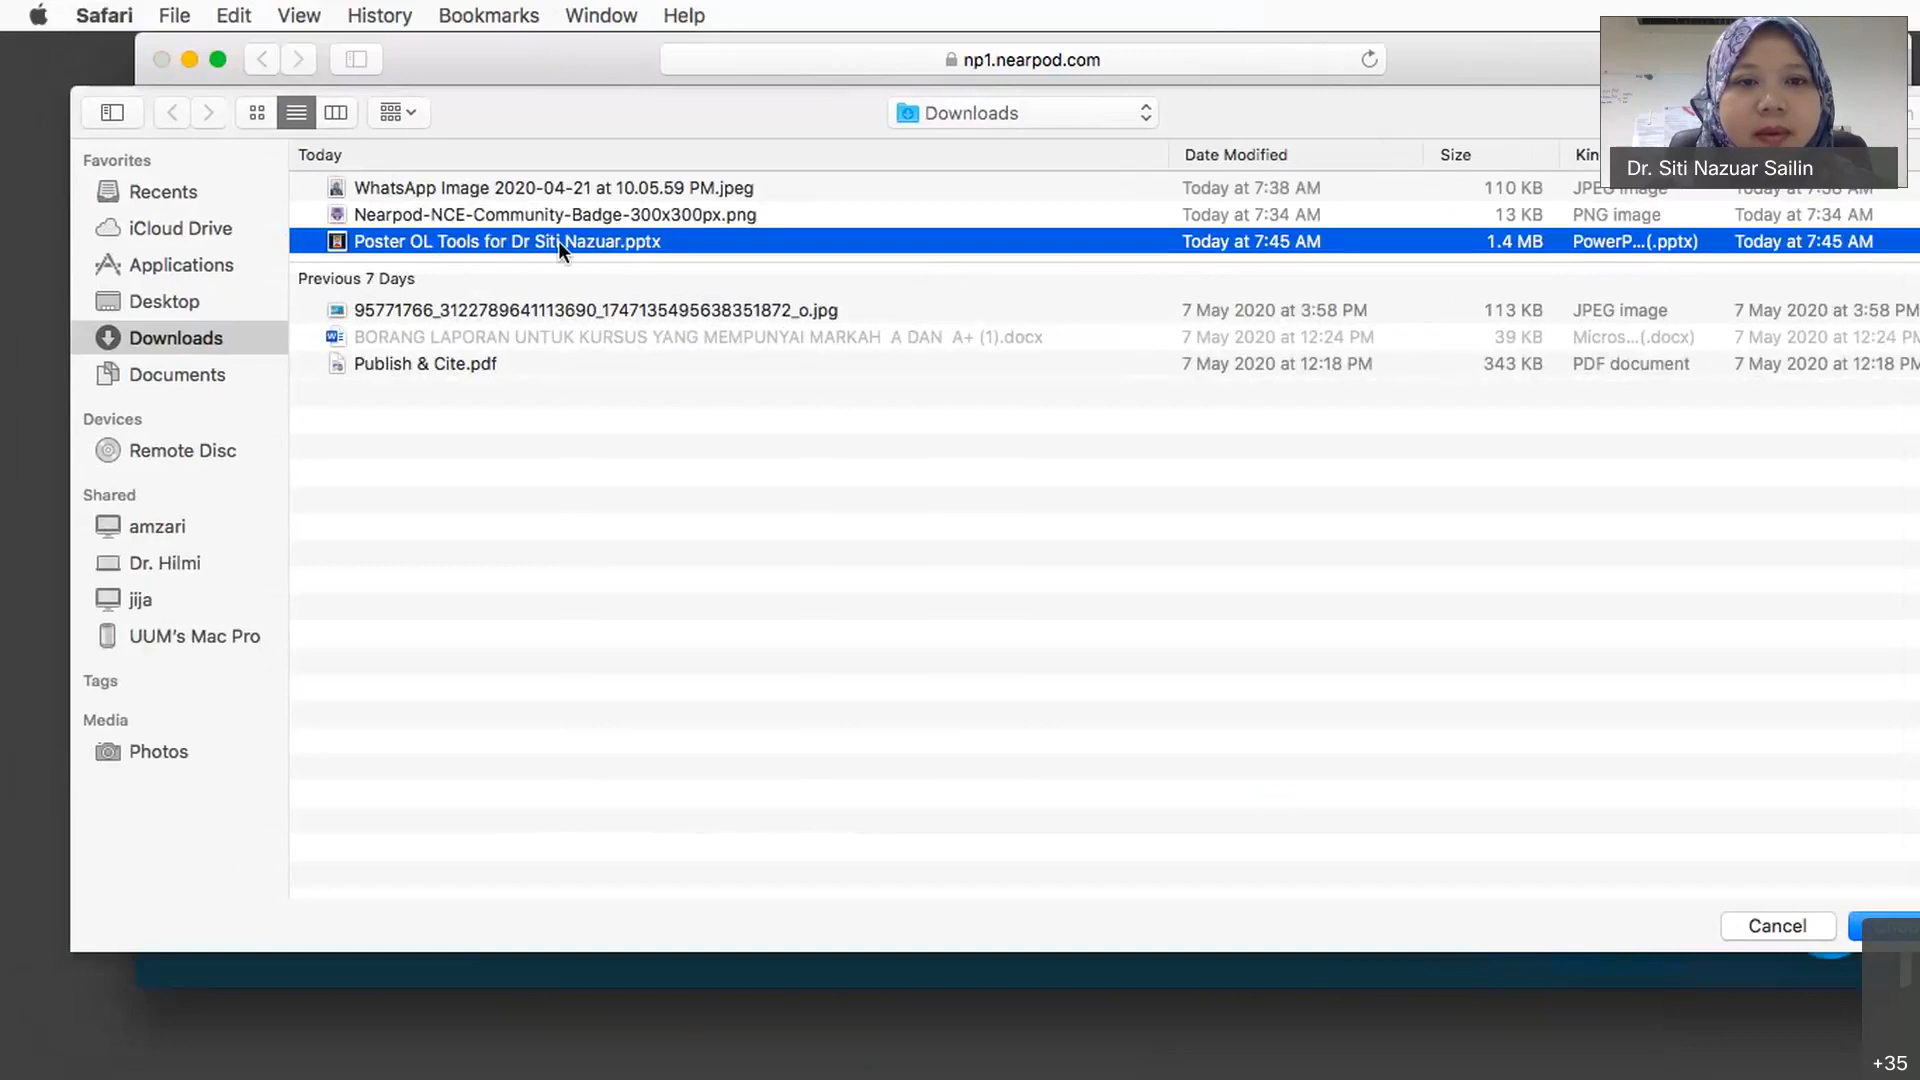 Safari File Edit View History Bookmarks Window Help
np1.nearpod.com
Downloads
Dr. Siti Nazuar Sailin
Favorites
Recents
iCloud Drive
Applications
Desktop
Downloads
Documents
Devices
Remote Disc
Shared
amzari
Dr. Hilmi
jija
UUM's Mac Pro
Tags
Media
Photos
Today Date Modified Size Kin
WhatsApp Image 2020-04-21 at 10.05.59 PM.jpeg Today at 7:38 AM 110 KB JPEG image Today at 7:38 AM
Nearpod-NCE-Community-Badge-300x300px.png Today at 7:34 AM 13 KB PNG image Today at 7:34 AM
Poster OL Tools for Dr Siti Nazuar.pptx Today at 7:45 AM 1.4 MB PowerP...(.pptx) Today at 7:45 AM
Previous 7 Days
95771766_3122789641113690_1747135495638351872_o.jpg 7 May 2020 at 3:58 PM 113 KB JPEG image 7 May 2020 at 3:58 PM
BORANG LAPORAN UNTUK KURSUS YANG MEMPUNYAI MARKAH A DAN A+ (1).docx 7 May 2020 at 12:24 PM 39 KB Micros...(.docx) 7 May 2020 at 12:24 PM
Publish & Cite.pdf 7 May 2020 at 12:18 PM 343 KB PDF document 7 May 2020 at 12:18 PM
Cancel
+35